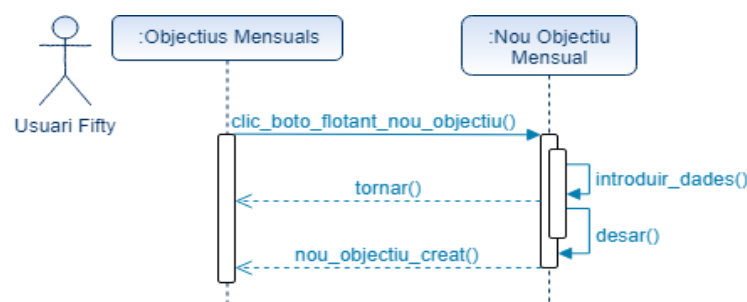 :Objectius Mensuals
:Nou Objectiu
Mensual
Usuari Fifty
clic_boto_flotant_nou_objectiu()
introduir_dades()
tornar()
desar()
nou_objectiu_creat()